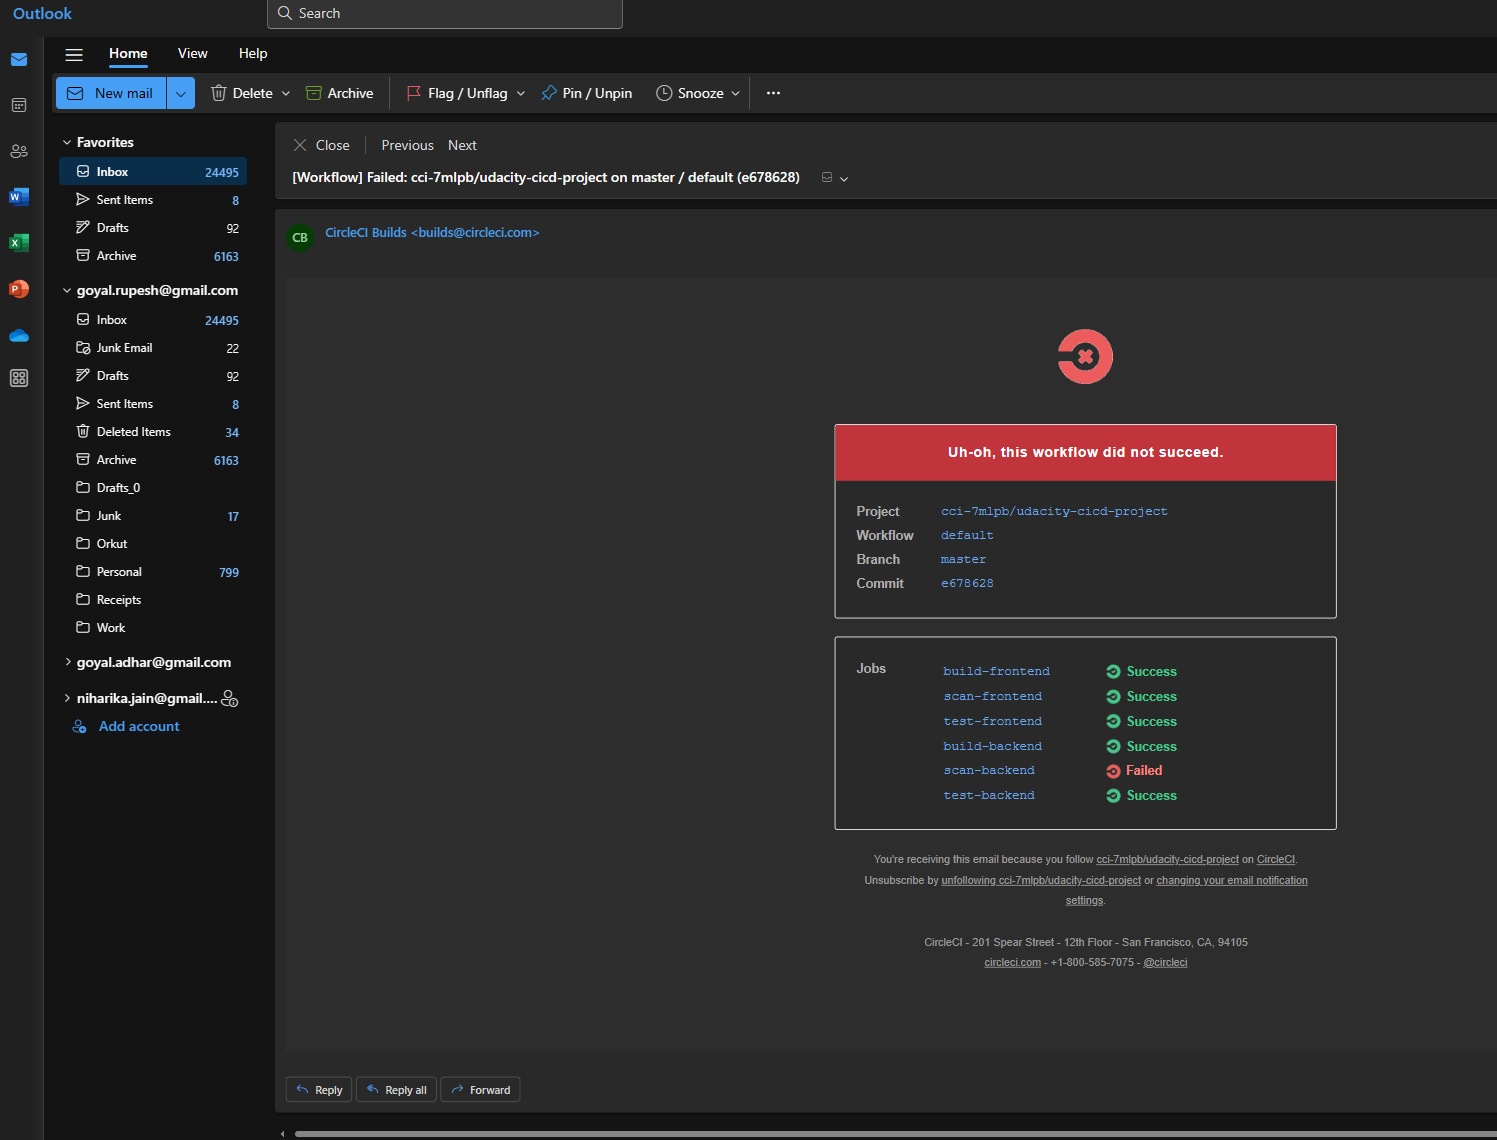 Outlook
Search
Home View Help
New mail Delete Archive Flag / Unflag Pin / Unpin Snooze ...
Favorites
Inbox 24495
Sent Items 8
Drafts 92
Archive 6163
goyal.rupesh@gmail.com
Inbox 24495
Junk Email 22
Drafts 92
Sent Items 8
Deleted Items 34
Archive 6163
Drafts_0
Junk 17
Orkut
Personal 799
Receipts
Work
goyal.adhar@gmail.com
niharika.jain@gmail....
Add account
Close Previous Next
[Workflow] Failed: cci-7mlpb/udacity-cicd-project on master / default (e678628)
CB CircleCI Builds <builds@circleci.com>
Uh-oh, this workflow did not succeed.
Project cci-7mlpb/udacity-cicd-project
Workflow default
Branch master
Commit e678628
Jobs build-frontend Success
scan-frontend Success
test-frontend Success
build-backend Success
scan-backend Failed
test-backend Success
You're receiving this email because you follow cci-7mlpb/udacity-cicd-project on CircleCI.
Unsubscribe by unfollowing cci-7mlpb/udacity-cicd-project or changing your email notification
settings.
CircleCI - 201 Spear Street - 12th Floor - San Francisco, CA, 94105
circleci.com - +1-800-585-7075 - @circleci
Reply Reply all Forward